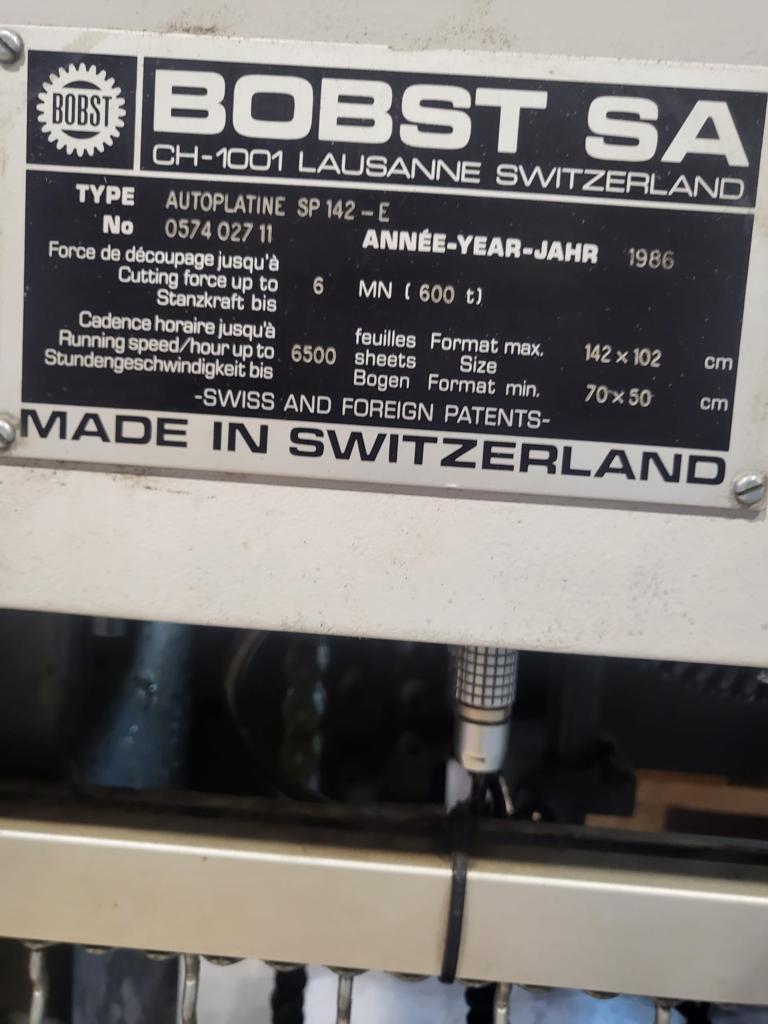 BOBST
BOBST SA
CH-1001 LAUSANNE SWITZERLAND
TYPE AUTOPLATINE SP 142-E
No 0574 027 11
ANNÉE-YEAR-JAHR 1986
Force de découpage jusqu'à
Cutting force up to 6 MN ( 600 t)
Stanzkraft bis
Cadence horaire jusqu'à feuilles Format max. 142 x 102 cm
Running speed/hour up to 6500 sheets Size
Stundengeschwindigkeit bis Bogen Format min. 70 x 50 cm
-SWISS AND FOREIGN PATENTS-
MADE IN SWITZERLAND